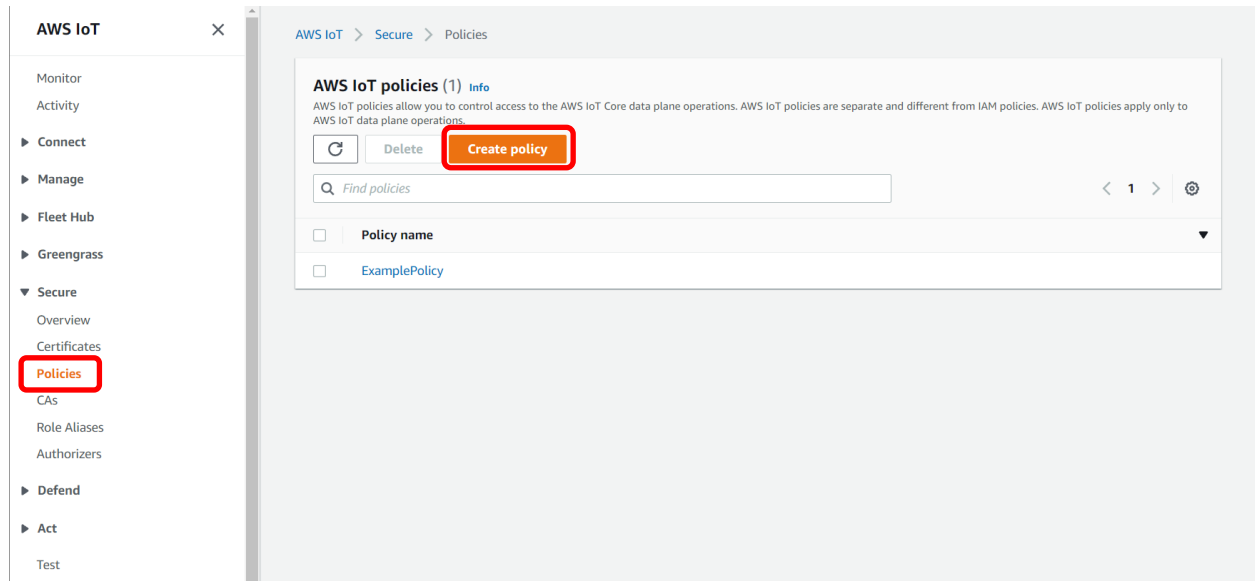 AWS IoT
Monitor
Activity
Connect
Manage
Fleet Hub
Greengrass
Secure
Overview
Certificates
Policies
CAs
Role Aliases
Authorizers
Defend
Act
Test
AWS IoT > Secure > Policies
AWS IoT policies (1) Info
AWS IoT policies allow you to control access to the AWS IoT Core data plane operations. AWS IoT policies are separate and different from IAM policies. AWS IoT policies apply only to
AWS IoT data plane operations.
Delete Create policy
Find policies
1
Policy name
ExamplePolicy